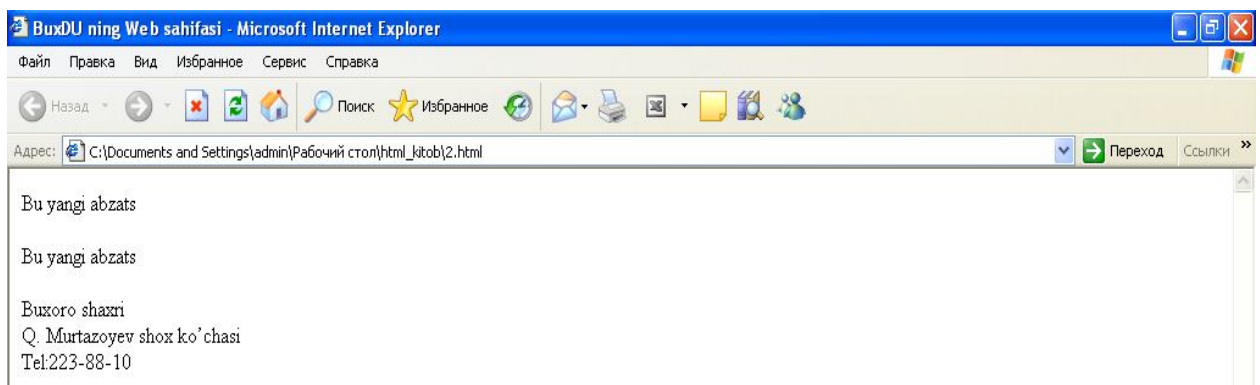 BuxDU ning Web sahifasi - Microsoft Internet Explorer
Файл Правка Вид Избранное Сервис Справка
Назад Поиск Избранное
Адрес: C:\Documents and Settings\admin\Рабочий стол\html_kitob\2.html Переход Ссылки »
Bu yangi abzats
Bu yangi abzats
Buxoro shaxri
Q. Murtazoyev shox ko’chasi
Tel:223-88-10